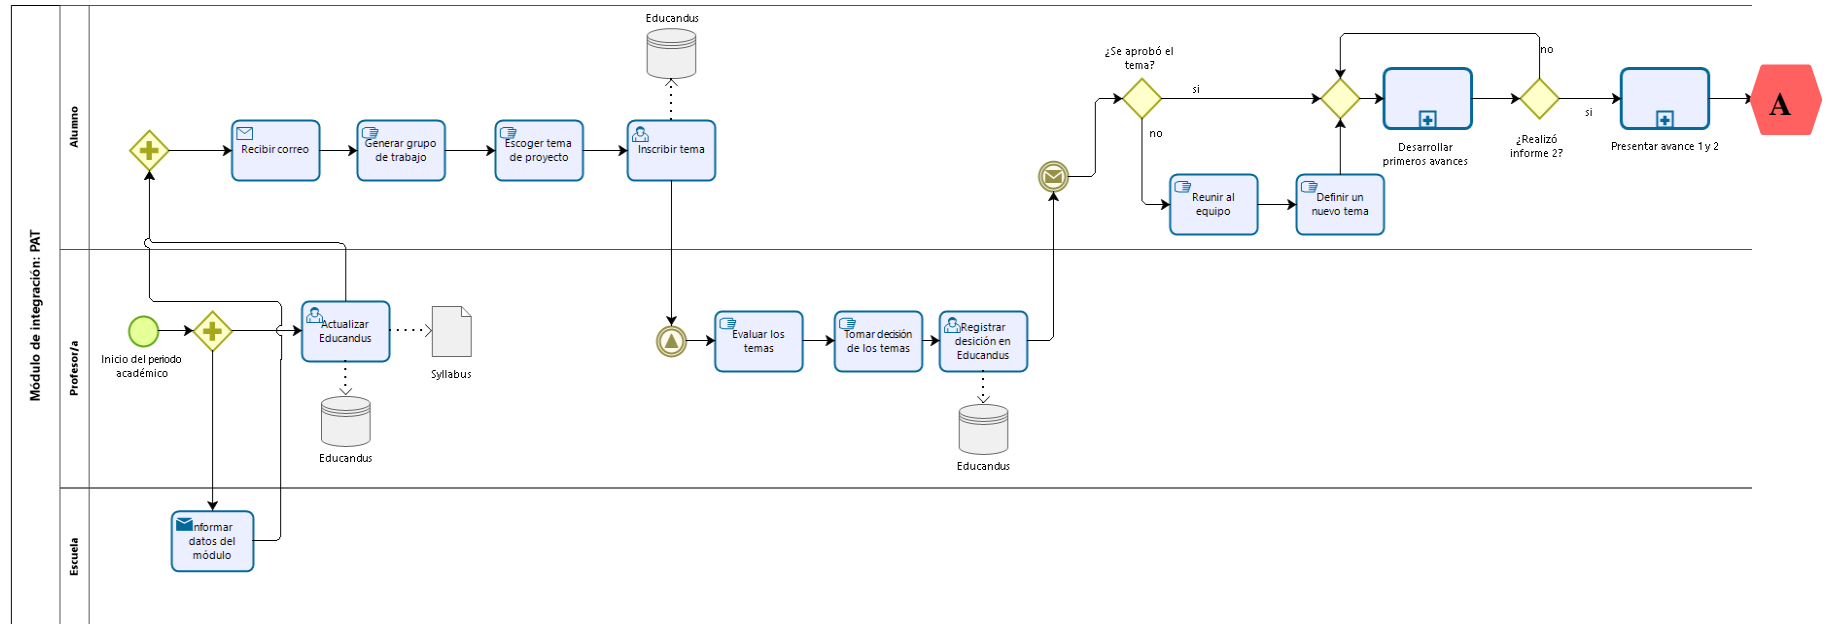 Módulo de integración: PAT
Alumno
Profesor/a
Escuela
Educandus
Recibir correo
Generar grupo
de trabajo
Escoger tema
de proyecto
Inscribir tema
¿Se aprobó el
tema?
si
no
Reunir al
equipo
Definir un
nuevo tema
Desarrollar
primeros avances
no
¿Realizó
informe 2?
si
Presentar avance 1 y 2
A
Inicio del periodo
académico
Actualizar
Educandus
Syllabus
Educandus
Evaluar los
temas
Tomar decisión
de los temas
Registrar
desición en
Educandus
Educandus
nformar
datos del
módulo